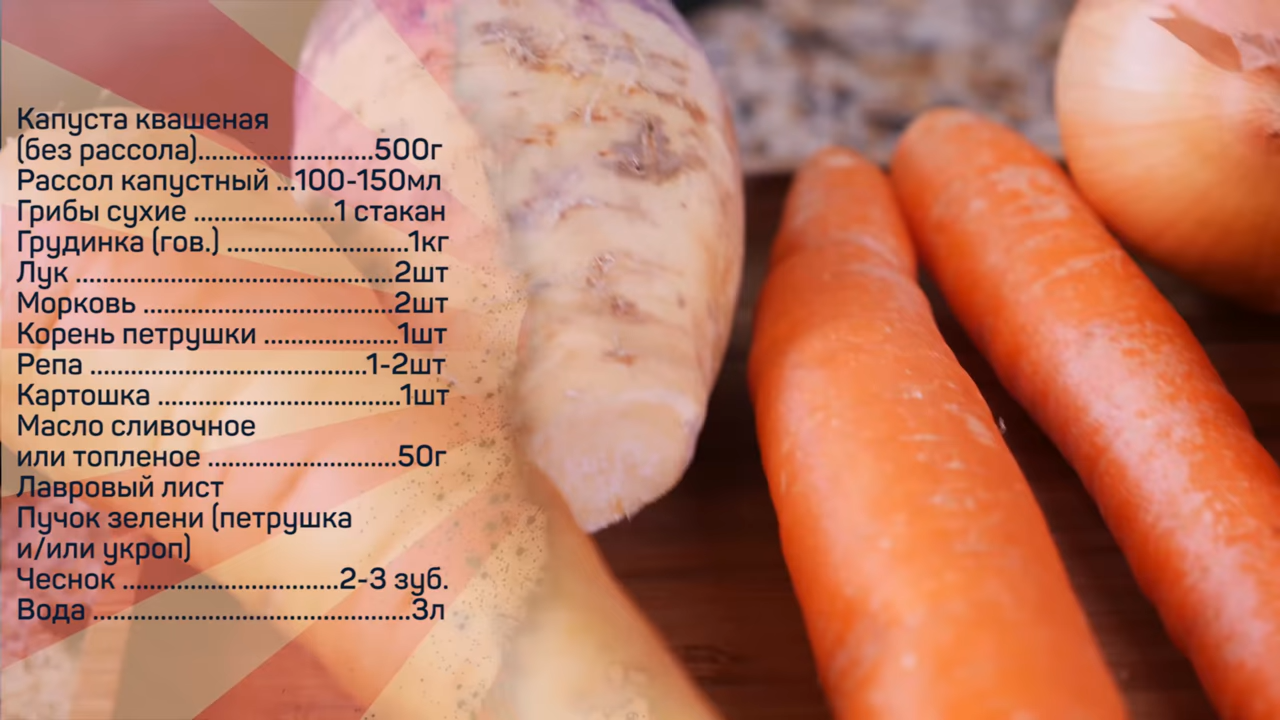 Капуста квашеная
(без рассола)..........................500г
Рассол капустный ...100-150мл
Грибы сухие .....................1 стакан
Грудинка (гов.) ...........................1кг
Лук ...............................................2шт
Морковь .....................................2шт
Корень петрушки ....................1шт
Репа .........................................1-2шт
Картошка ....................................1шт
Масло сливочное
или топленое ............................50г
Лавровый лист
Пучок зелени (петрушка
и/или укроп)
Чеснок ................................2-3 зуб.
Вода ...............................................3л